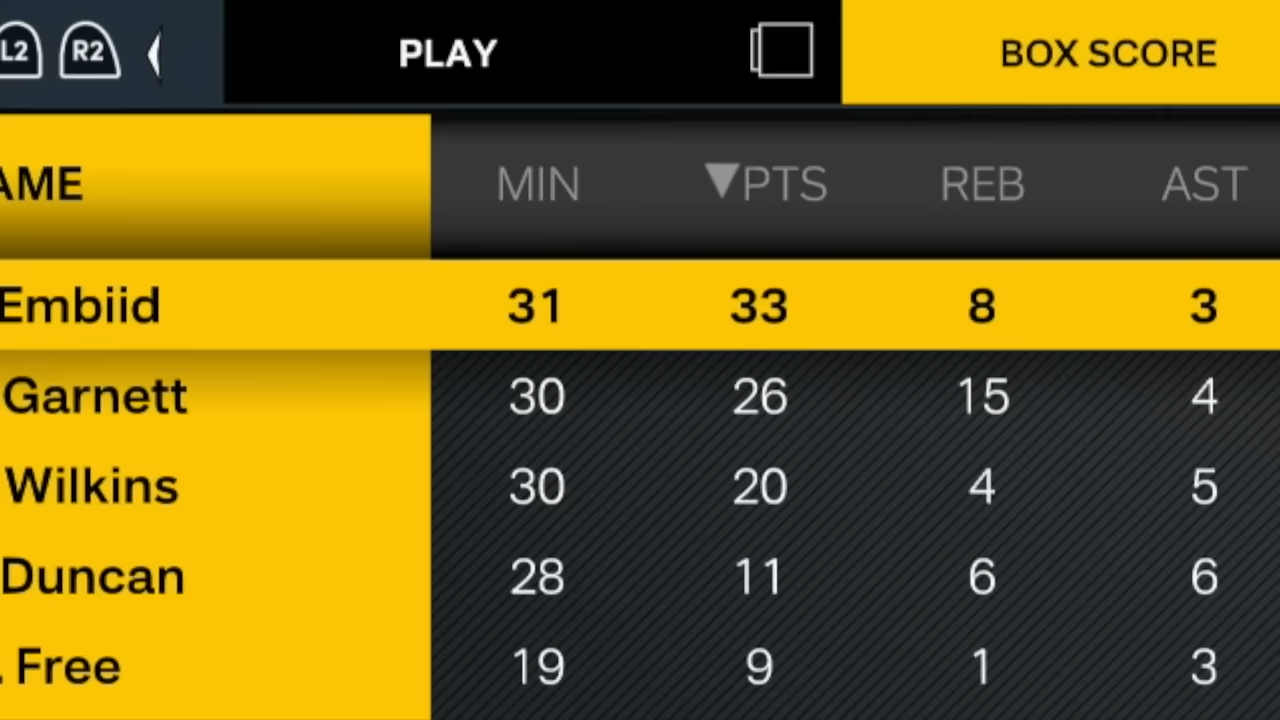 L2 R2 PLAY BOX SCORE
AME MIN ▼PTS REB AST
Embiid 31 33 8 3
Garnett 30 26 15 4
Wilkins 30 20 4 5
Duncan 28 11 6 6
. Free 19 9 1 3